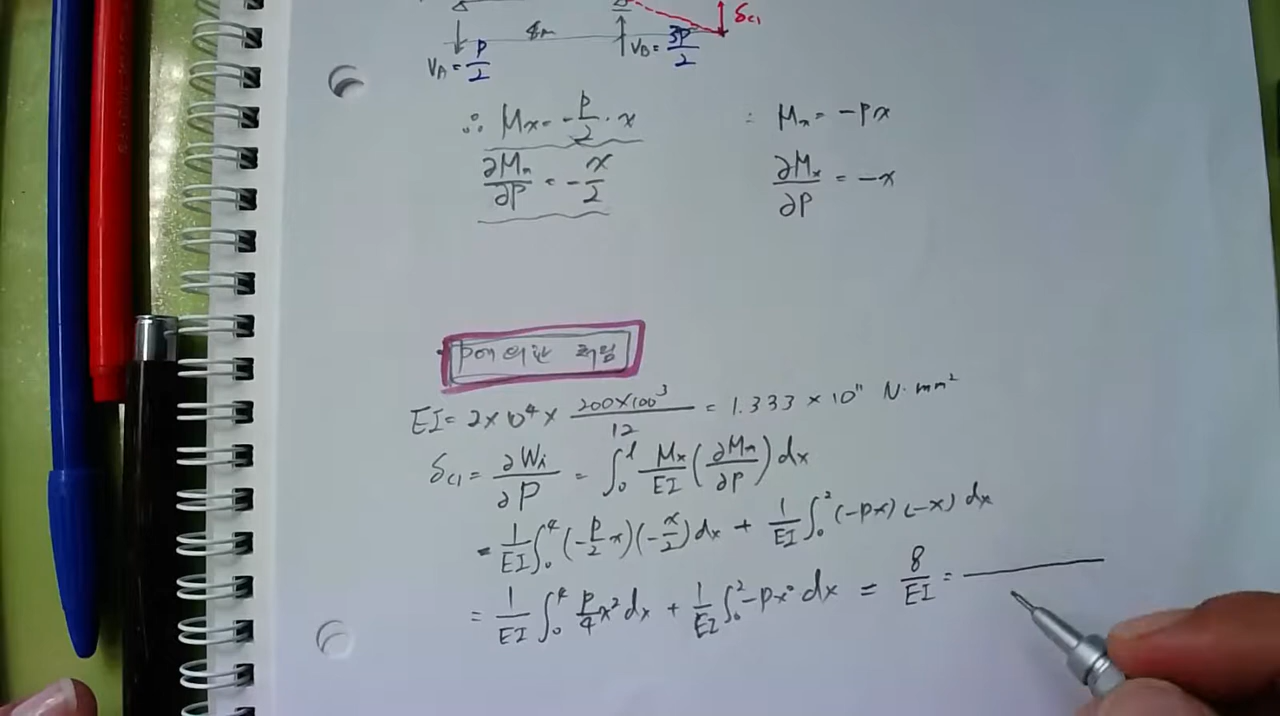 δc₁
4m
V_A = P/2
V_B = 3P/2
∴ Mx = -P/2 · x
: Mx = -Px
∂Mx/∂P = -x/2
∂Mx/∂P = -x
P에 의한 처짐
EI = 2×10⁴ × 200×100³/12 = 1.333 × 10¹¹ N·mm²
δc₁ = ∂Wi/∂P = ∫₀ˡ Mx/EI (∂Mx/∂P) dx
= 1/EI ∫₀⁴ (-P/2 x)(-x/2) dx + 1/EI ∫₀² (-Px)(-x) dx
= 1/EI ∫₀⁴ P/4 x² dx + 1/EI ∫₀² -Px² dx = 8/EI =